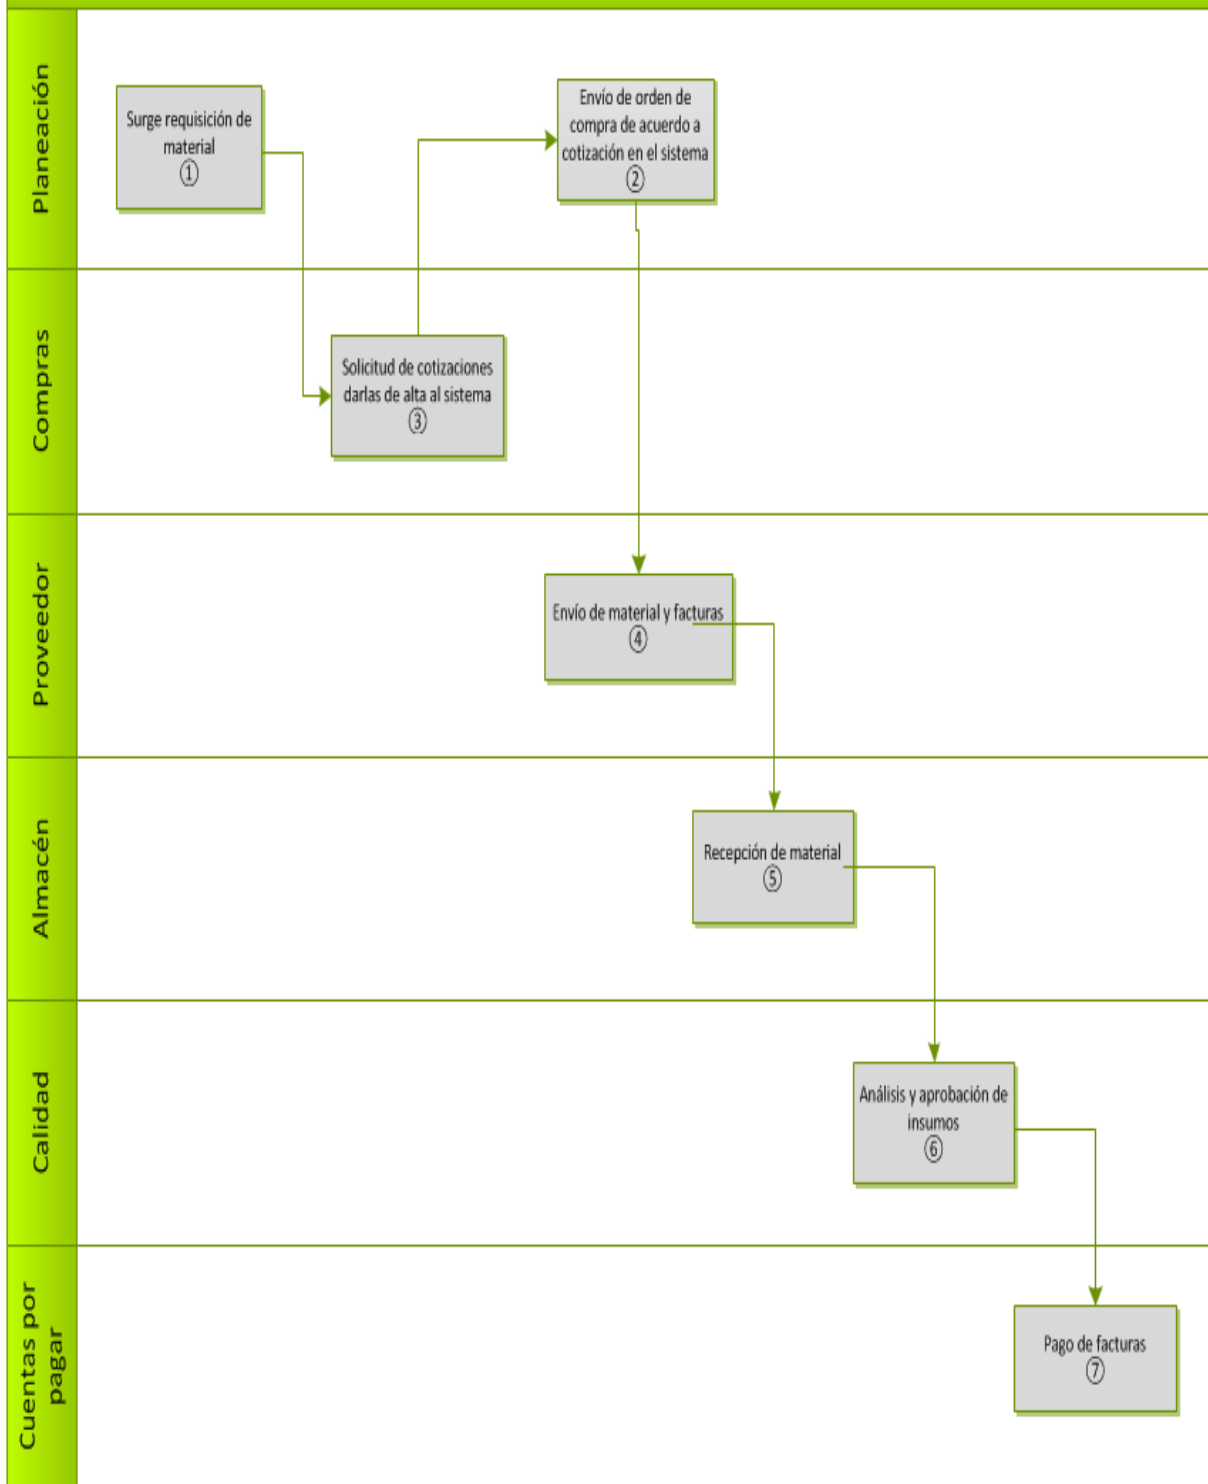 Planeación
Surge requisición de
material
①
Envío de orden de
compra de acuerdo a
cotización en el sistema
②
Compras
Solicitud de cotizaciones
darlas de alta al sistema
③
Proveedor
Envío de material y facturas
④
Almacén
Recepción de material
⑤
Calidad
Análisis y aprobación de
insumos
⑥
Cuentas por
pagar
Pago de facturas
⑦